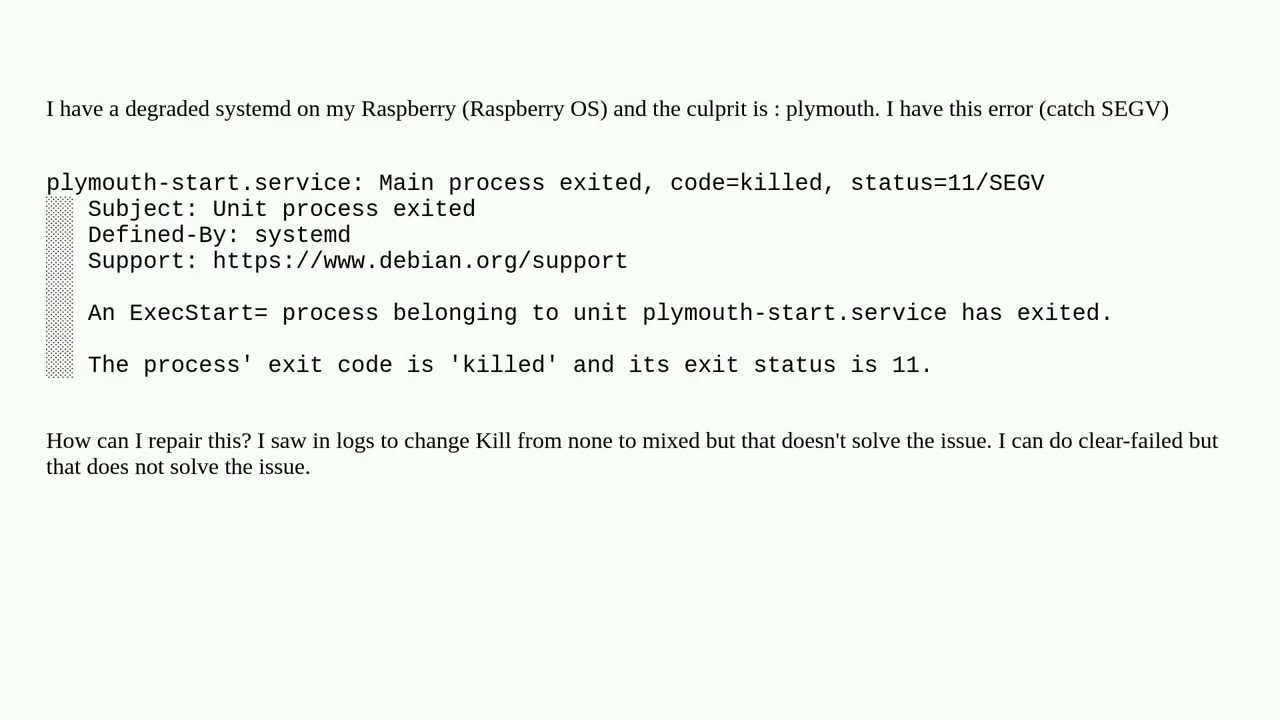 I have a degraded systemd on my Raspberry (Raspberry OS) and the culprit is : plymouth. I have this error (catch SEGV)
plymouth-start.service: Main process exited, code=killed, status=11/SEGV
░░ Subject: Unit process exited
░░ Defined-By: systemd
░░ Support: https://www.debian.org/support
░░
░░ An ExecStart= process belonging to unit plymouth-start.service has exited.
░░
░░ The process' exit code is 'killed' and its exit status is 11.
How can I repair this? I saw in logs to change Kill from none to mixed but that doesn't solve the issue. I can do clear-failed but
that does not solve the issue.